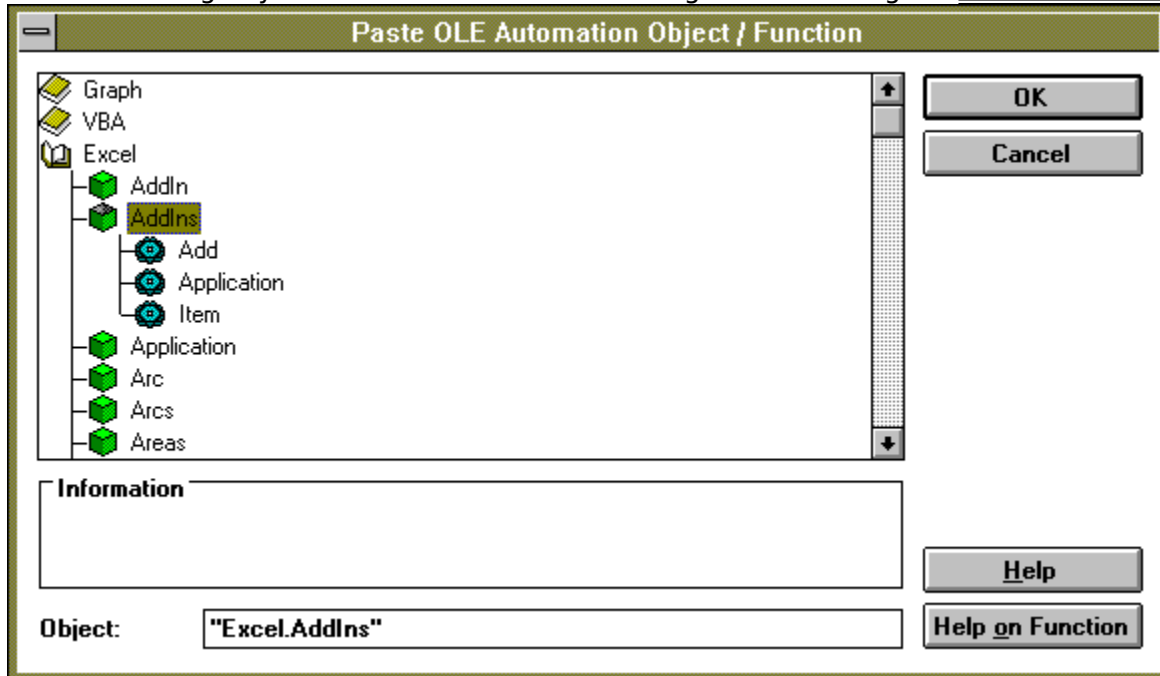 Paste OLE Automation Object / Function
Graph
VBA
Excel
AddIn
AddIns
Add
Application
Item
Application
Arc
Arcs
Areas
OK
Cancel
Information
Help
Object: "Excel.AddIns"
Help on Function